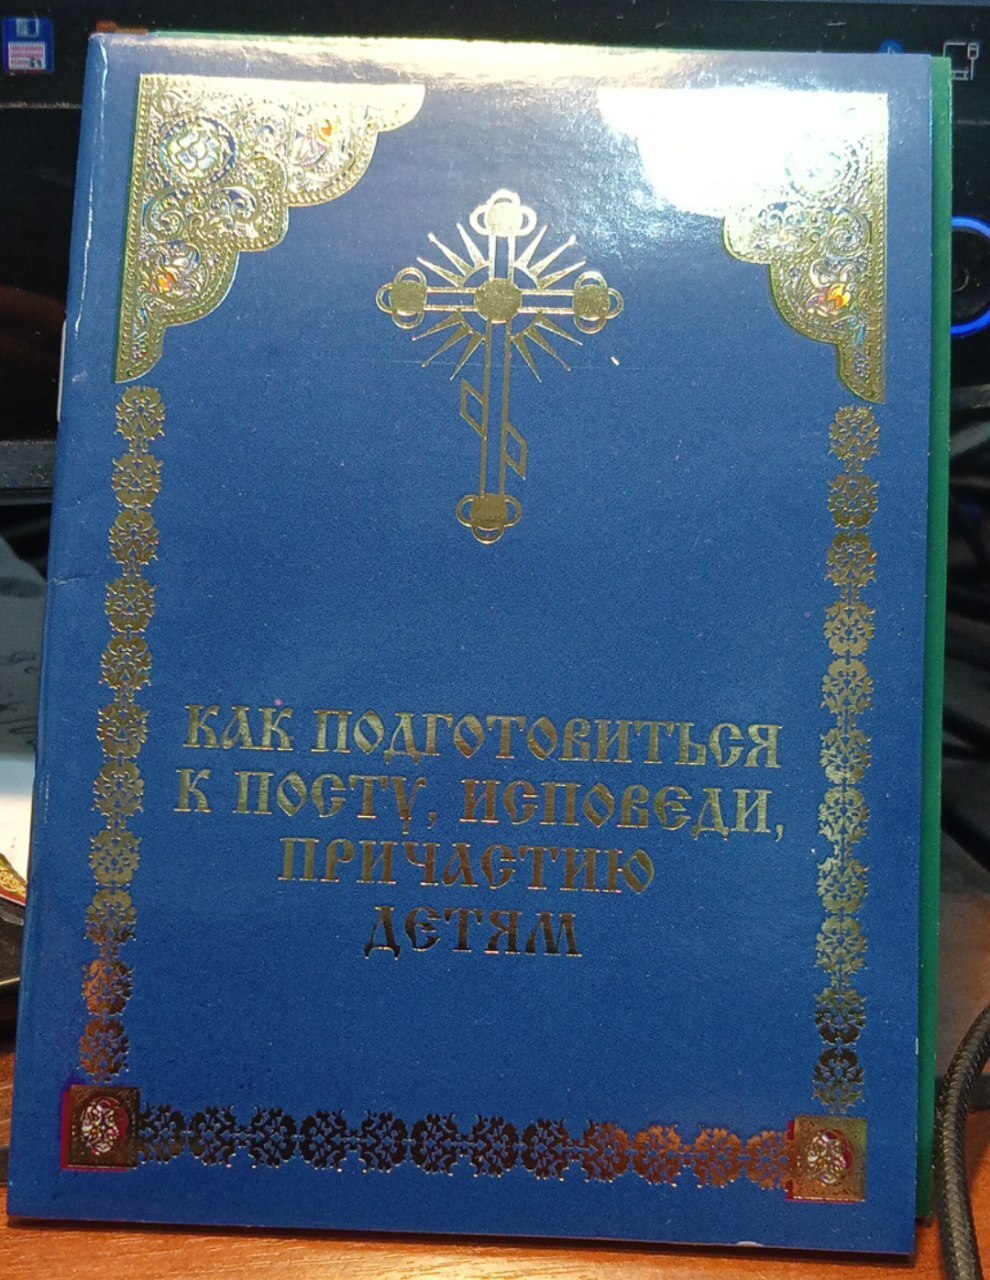 КАК ПОДГОТОВИТЬСЯ
К ПОСТУ, ИСПОВЕДИ,
ПРИЧАСТИЮ
ДЕТЯМ